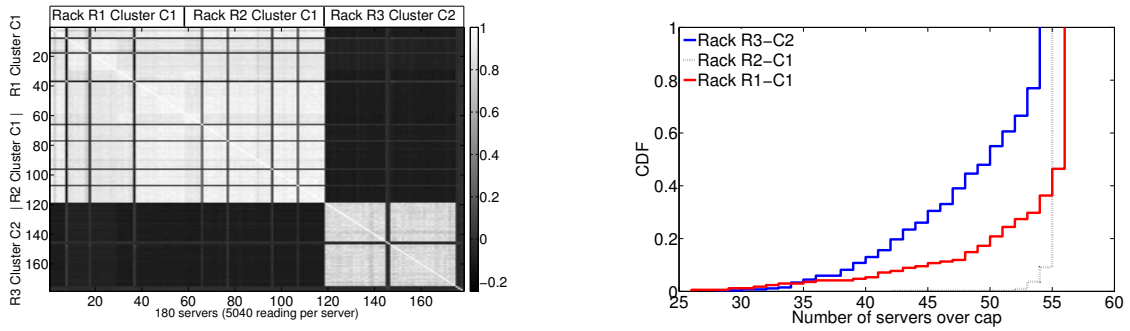 Rack R1 Cluster C1 Rack R2 Cluster C1 Rack R3 Cluster C2
R3 Cluster C2 | R2 Cluster C1 | R1 Cluster C1
20
40
60
80
100
120
140
160
20 40 60 80 100 120 140 160
180 servers (5040 reading per server)
1
0.8
0.6
0.4
0.2
0
−0.2
CDF
1
0.8
0.6
0.4
0.2
0
Rack R3−C2
Rack R2−C1
Rack R1−C1
25 30 35 40 45 50 55 60
Number of servers over cap